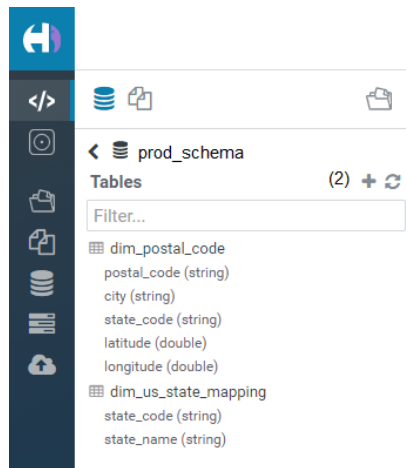 </>
prod_schema
Tables (2)
Filter...
dim_postal_code
postal_code (string)
city (string)
state_code (string)
latitude (double)
longitude (double)
dim_us_state_mapping
state_code (string)
state_name (string)